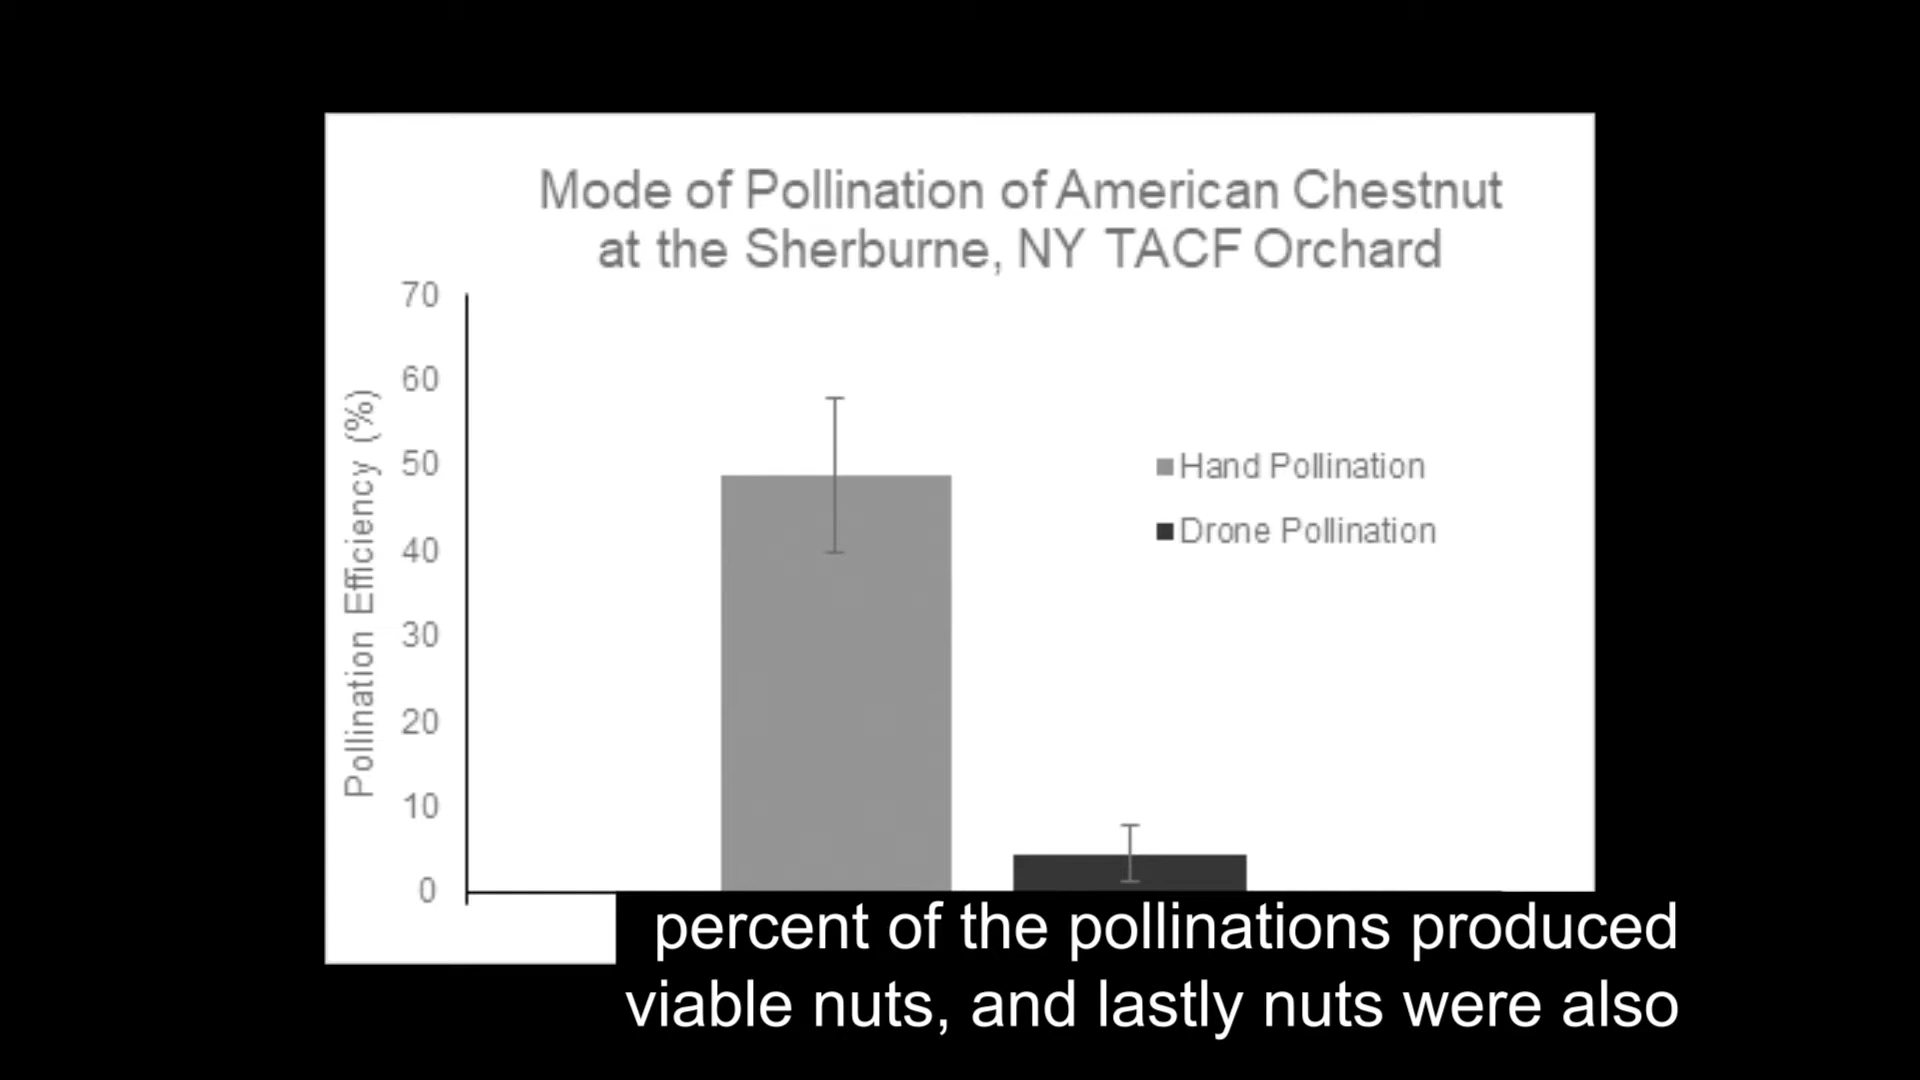 Mode of Pollination of American Chestnut
at the Sherburne, NY TACF Orchard
Pollination Efficiency (%)
70
60
50
40
30
20
10
0
Hand Pollination
Drone Pollination
percent of the pollinations produced
viable nuts, and lastly nuts were also